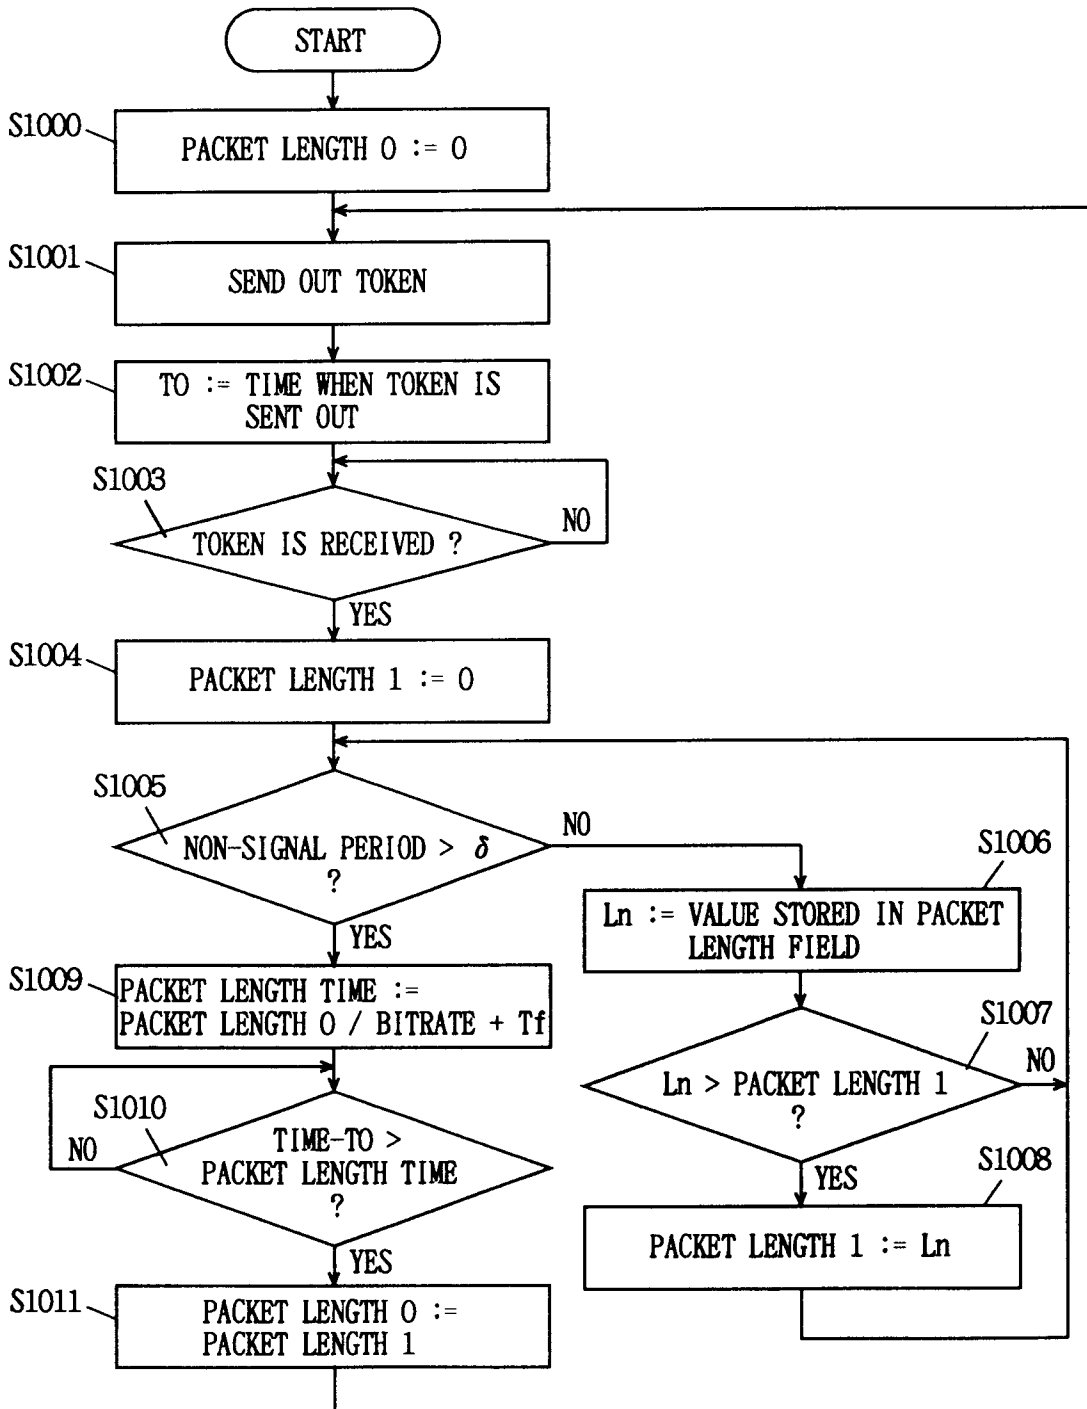 START
S1000
PACKET LENGTH 0 := 0
S1001
SEND OUT TOKEN
S1002
T0 := TIME WHEN TOKEN IS
SENT OUT
S1003
TOKEN IS RECEIVED ?
NO
YES
S1004
PACKET LENGTH 1 := 0
S1005
NON-SIGNAL PERIOD > δ
?
NO
YES
S1006
Ln := VALUE STORED IN PACKET
LENGTH FIELD
S1007
Ln > PACKET LENGTH 1
?
NO
YES
S1008
PACKET LENGTH 1 := Ln
S1009
PACKET LENGTH TIME :=
PACKET LENGTH 0 / BITRATE + Tf
S1010
TIME-T0 >
PACKET LENGTH TIME
?
NO
YES
S1011
PACKET LENGTH 0 :=
PACKET LENGTH 1